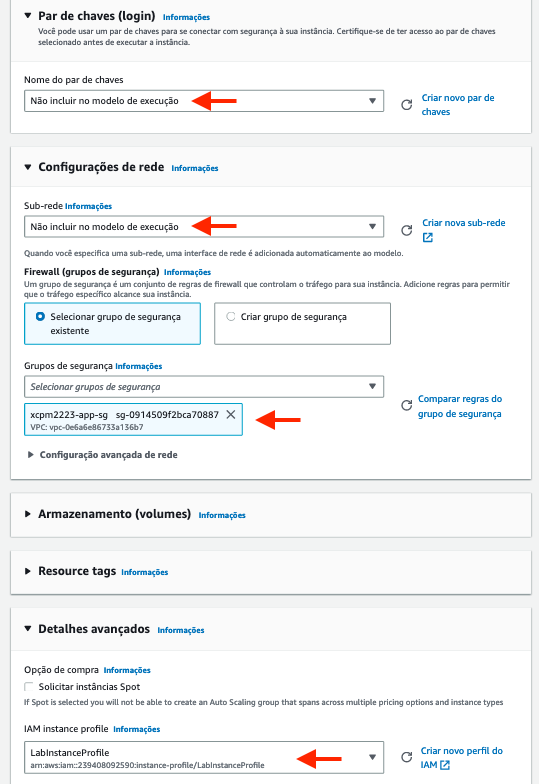 Par de chaves (login) Informações
Você pode usar um par de chaves para se conectar com segurança à sua instância. Certifique-se de ter acesso ao par de chaves
selecionado antes de executar a instância.
Nome do par de chaves
Não incluir no modelo de execução
Criar novo par de
chaves
Configurações de rede Informações
Sub-rede Informações
Não incluir no modelo de execução
Criar nova sub-rede
Quando você especifica uma sub-rede, uma interface de rede é adicionada automaticamente ao modelo.
Firewall (grupos de segurança) Informações
Um grupo de segurança é um conjunto de regras de firewall que controlam o tráfego para sua instância. Adicione regras para permitir
que o tráfego específico alcance sua instância.
Selecionar grupo de segurança
existente
Criar grupo de segurança
Grupos de segurança Informações
Selecionar grupos de segurança
xcpm2223-app-sg sg-0914509f2bca70887
VPC: vpc-0e6a6e86733a136b7
Comparar regras do
grupo de segurança
Configuração avançada de rede
Armazenamento (volumes) Informações
Resource tags Informações
Detalhes avançados Informações
Opção de compra Informações
Solicitar instâncias Spot
If Spot is selected you will not be able to create an Auto Scaling group that spans across multiple pricing options and instance types
IAM instance profile Informações
LabInstanceProfile
arn:aws:iam::239408092590:instance-profile/LabInstanceProfile
Criar novo perfil do
IAM